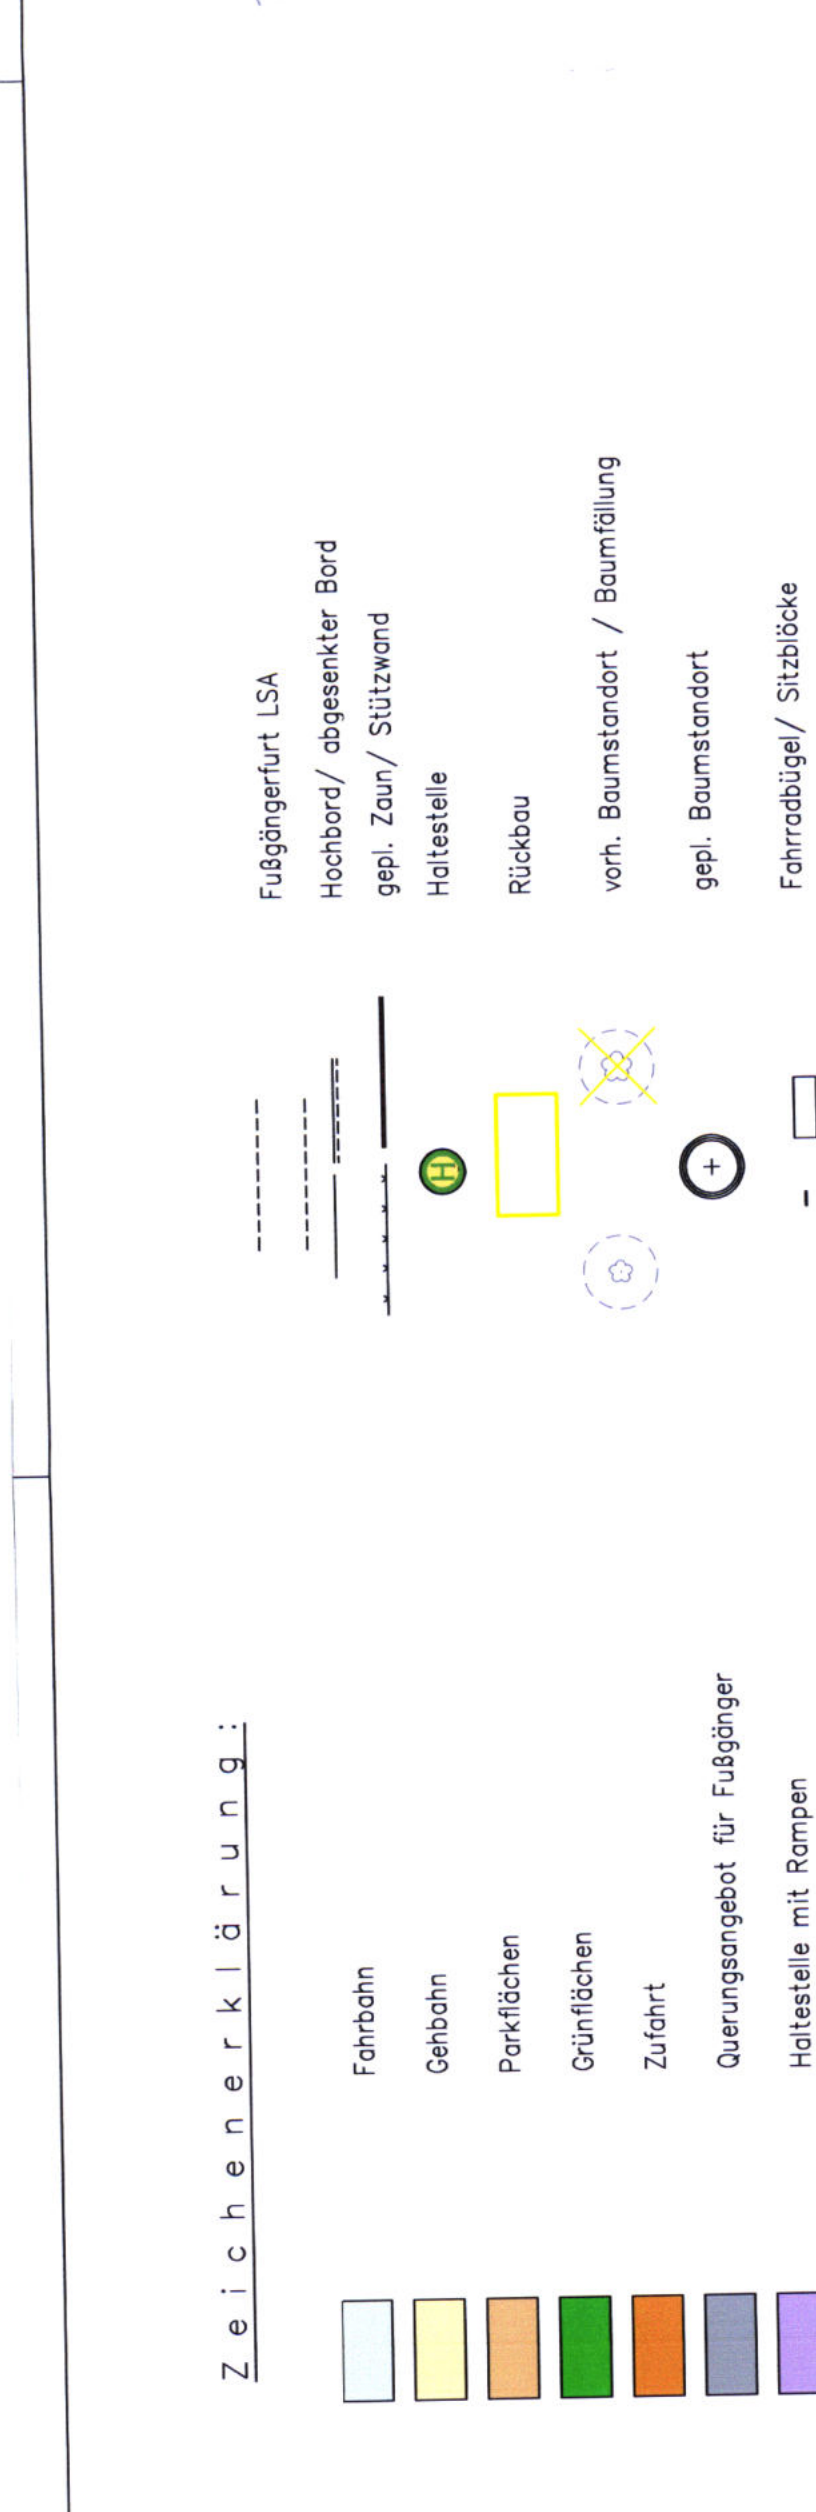 Zeichenerklärung:
Fahrbahn
Gehbahn
Parkflächen
Grünflächen
Zufahrt
Querungsangebot für Fußgänger
Haltestelle mit Rampen
Fußgängerfurt LSA
Hochbord/ abgesenkter Bord
gepl. Zaun/ Stützwand
H Haltestelle
Rückbau
vorh. Baumstandort / Baumfällung
gepl. Baumstandort
Fahrradbügel/ Sitzblöcke